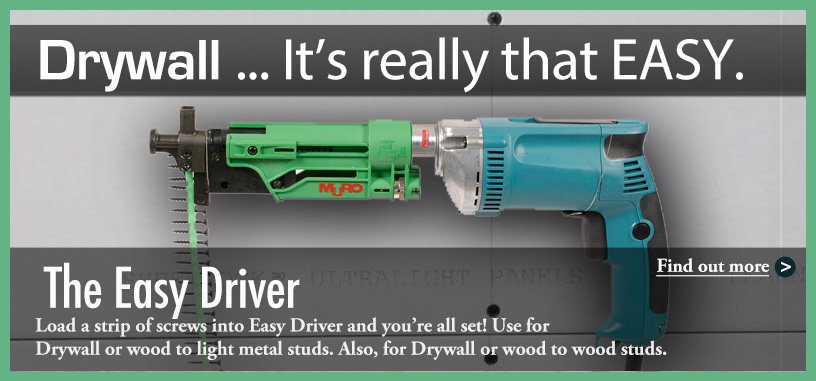 Drywall ... It's really that EASY.
MURO
ULTRALIGHT PANELS
Find out more >
The Easy Driver
Load a strip of screws into Easy Driver and you're all set! Use for
Drywall or wood to light metal studs. Also, for Drywall or wood to wood studs.